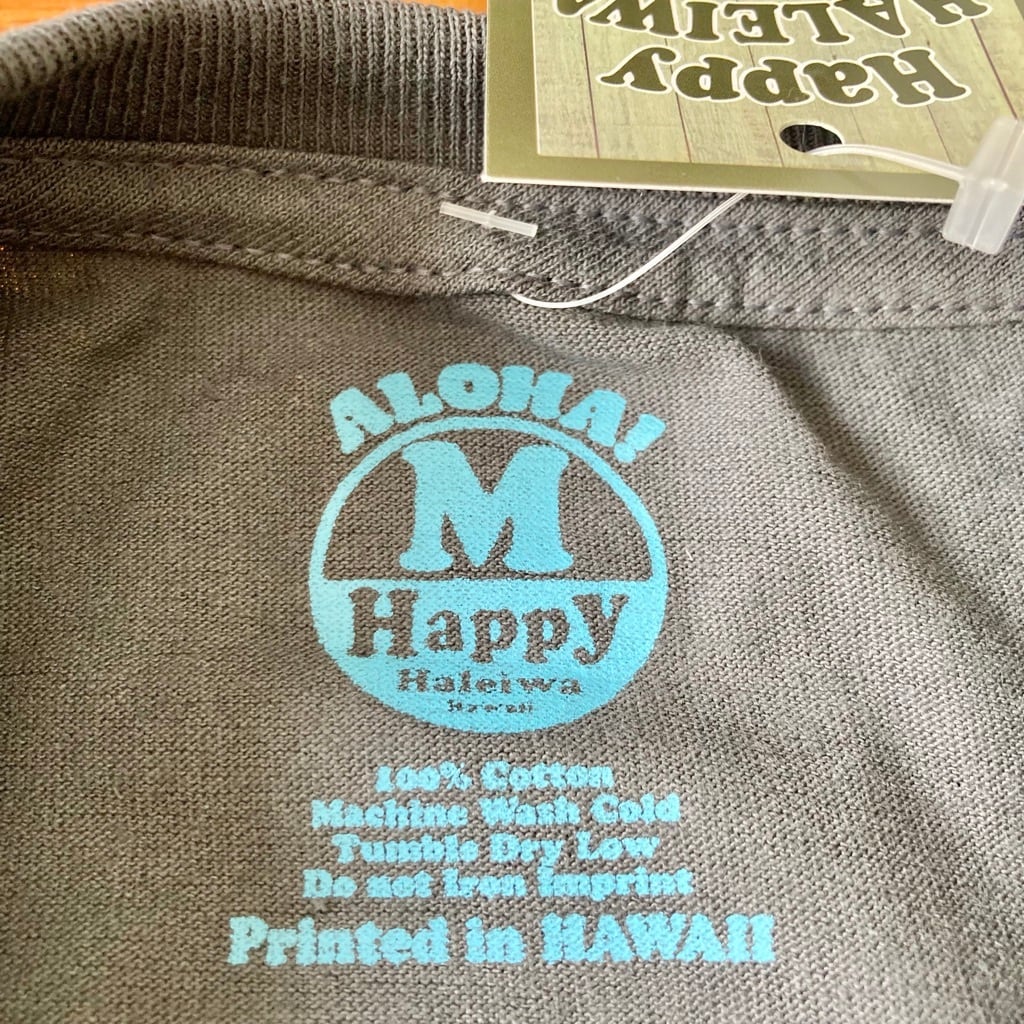 Happy
HALEIWA
ALOHA!
M
Happy
Haleiwa
Hawaii
100% Cotton
Machine Wash Cold
Tumble Dry Low
Do not Iron Imprint
Printed in HAWAII